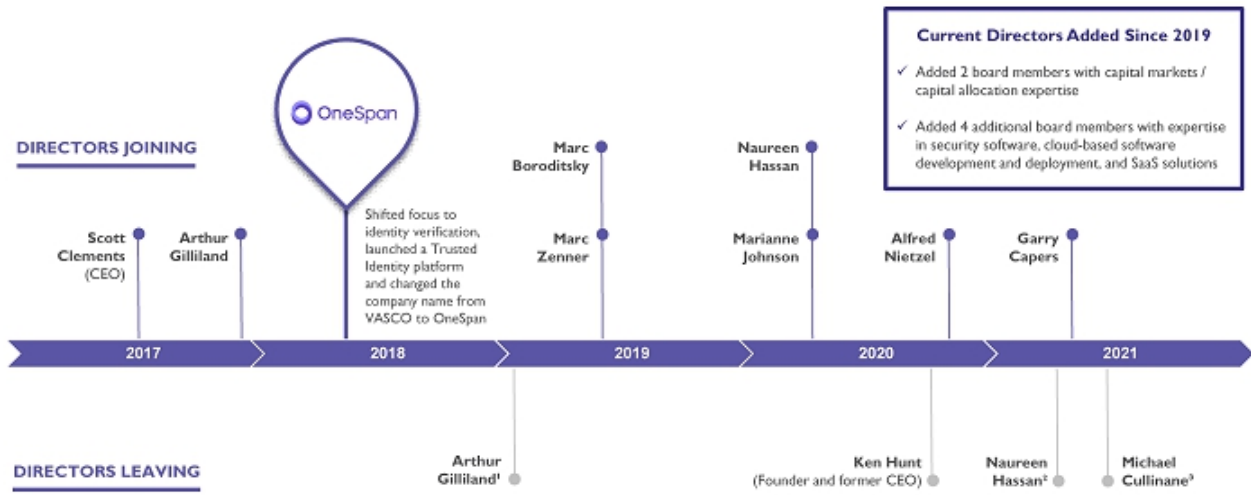 Current Directors Added Since 2019
✓ Added 2 board members with capital markets /
capital allocation expertise
✓ Added 4 additional board members with expertise
in security software, cloud-based software
development and deployment, and SaaS solutions
OneSpan
DIRECTORS JOINING
Marc
Boroditsky
Naureen
Hassan
Scott
Clements
(CEO)
Arthur
Gilliland
Shifted focus to
identity verification,
launched a Trusted
Identity platform
and changed the
company name from
VASCO to OneSpan
Marc
Zenner
Marianne
Johnson
Alfred
Nietzel
Garry
Capers
2017
2018
2019
2020
2021
DIRECTORS LEAVING
Arthur
Gilliland¹
Ken Hunt
(Founder and former CEO)
Naureen
Hassan²
Michael
Cullinane³